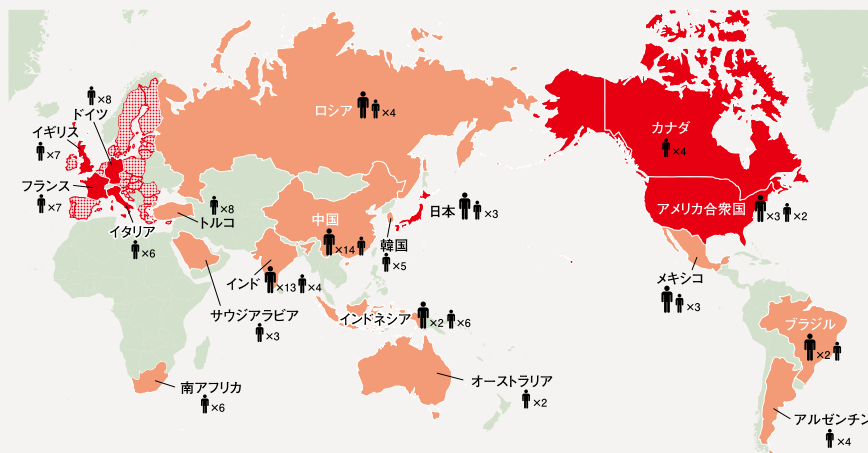 ロシア
×4
×8
ドイツ
イギリス
×7
フランス
×7
イタリア
×6
×8
トルコ
中国
×14
日本
×3
韓国
×5
インド
×13
×4
サウジアラビア
×3
インドネシア
×2
×6
南アフリカ
×6
オーストラリア
×2
カナダ
×4
アメリカ合衆国
×3
×2
メキシコ
×3
ブラジル
×2
アルゼンチン
×4